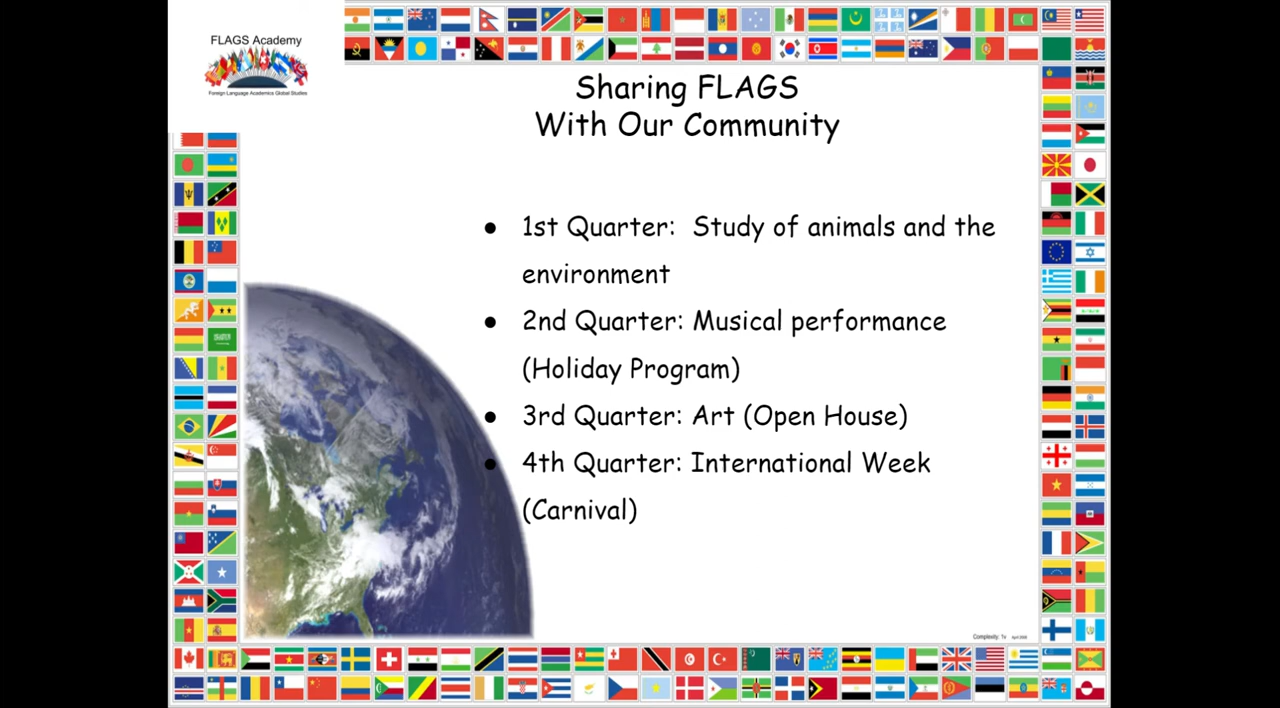 FLAGS Academy
Foreign Language Academics Global Studies
Sharing FLAGS
With Our Community
● 1st Quarter: Study of animals and the
environment
● 2nd Quarter: Musical performance
(Holiday Program)
● 3rd Quarter: Art (Open House)
● 4th Quarter: International Week
(Carnival)